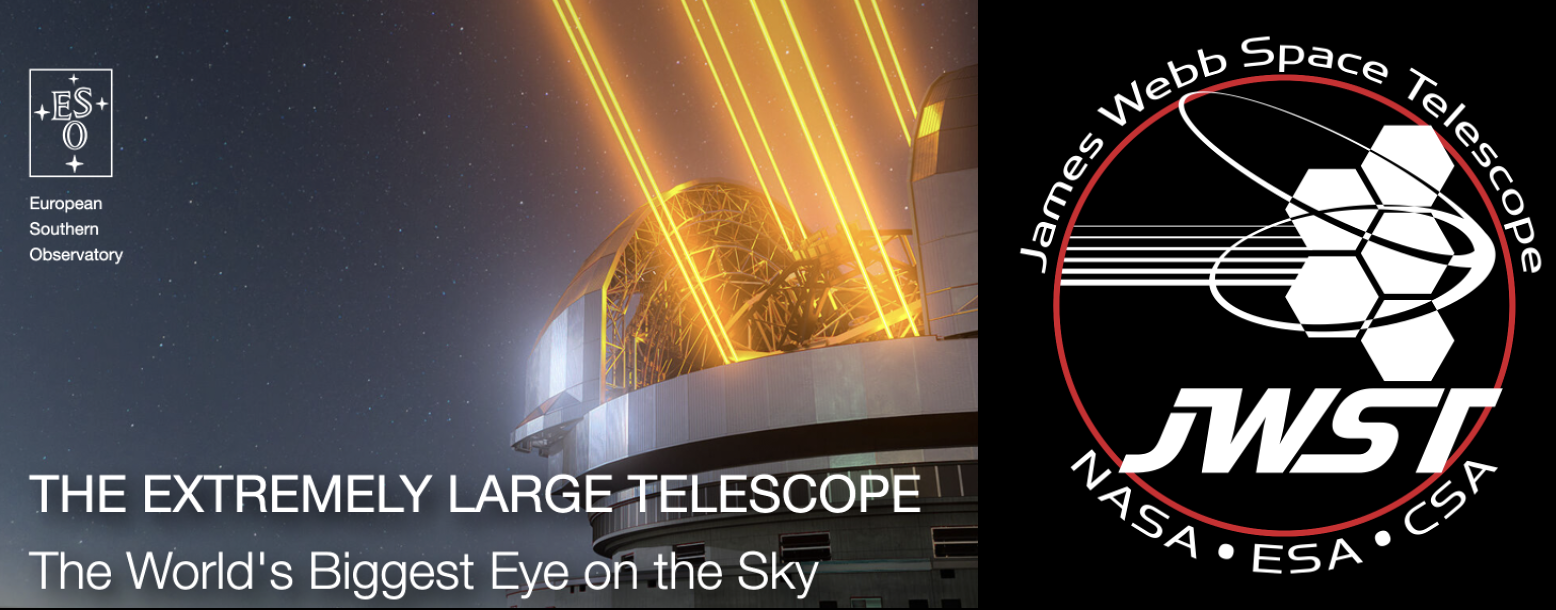 ESO
European
Southern
Observatory
THE EXTREMELY LARGE TELESCOPE
The World's Biggest Eye on the Sky
James Webb Space Telescope
JWST
NASA • ESA • CSA